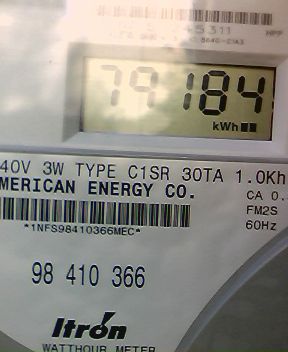 79184
kWh
40V 3W TYPE C1SR 30TA 1.0Kh
MERICAN ENERGY CO.
CA 0.
FM2S
60Hz
*1NFS98410366MEC*
98 410 366
Itron
WATTHOUR METER